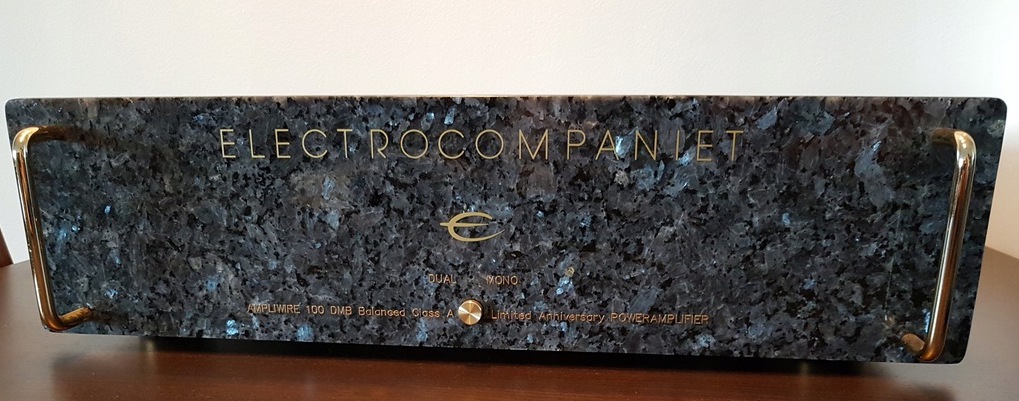 ELECTROCOMPANIET
DUAL MONO
AMPLIWIRE 100 DMB Balanced Class A Limited Anniversary POWERAMPLIFIER